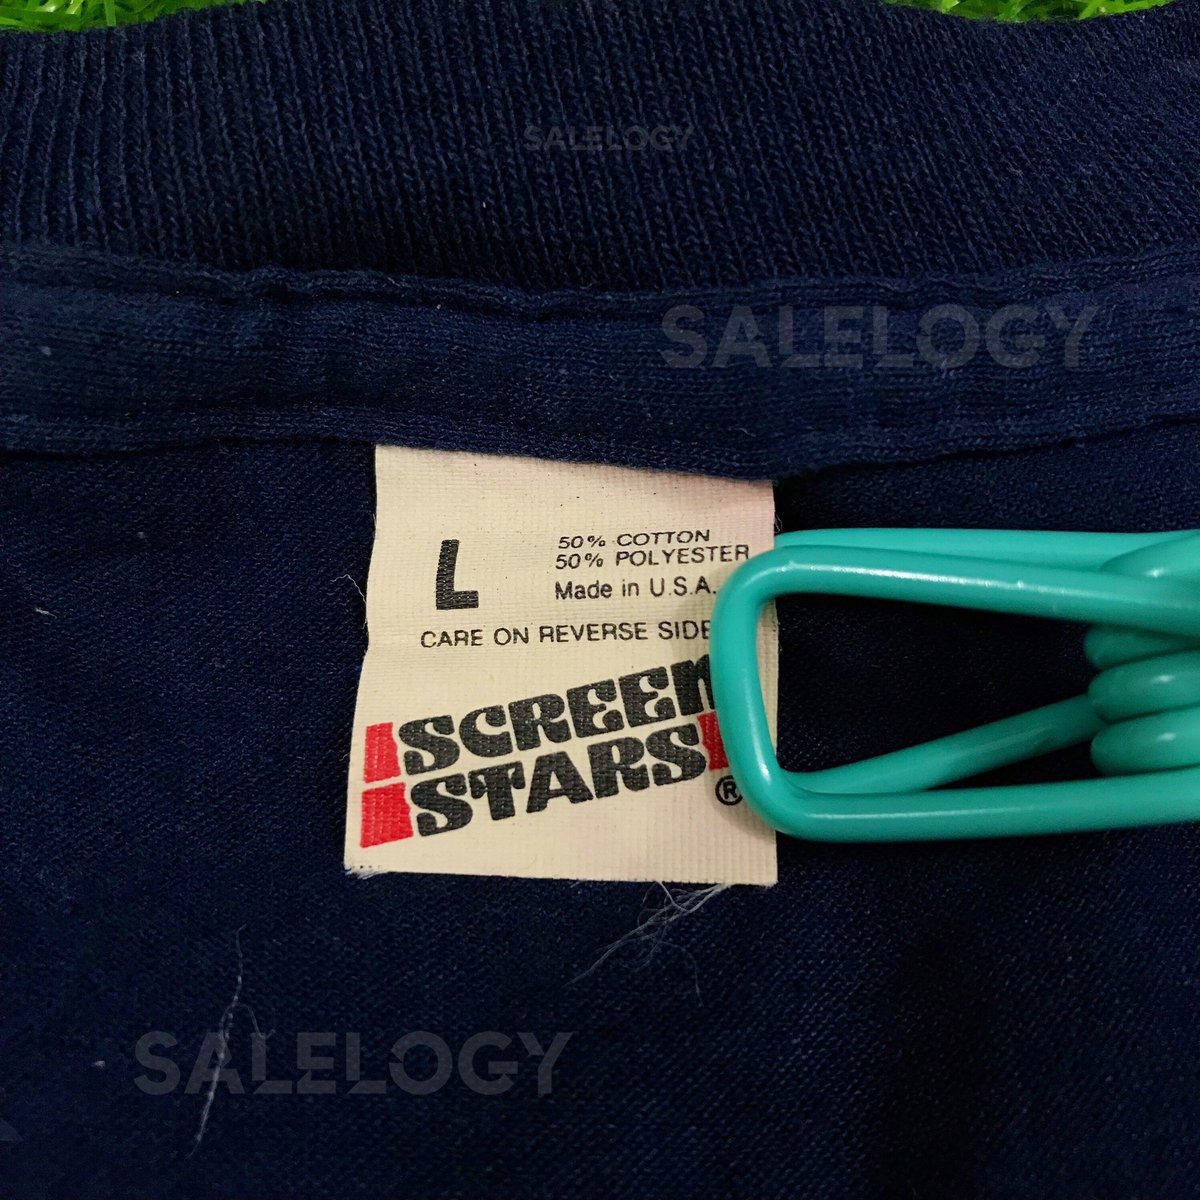 SALELOGY
SALELOGY
L
50% COTTON
50% POLYESTER
Made in U.S.A.
CARE ON REVERSE SIDE
SCREEN
STARS
®
SALELOGY